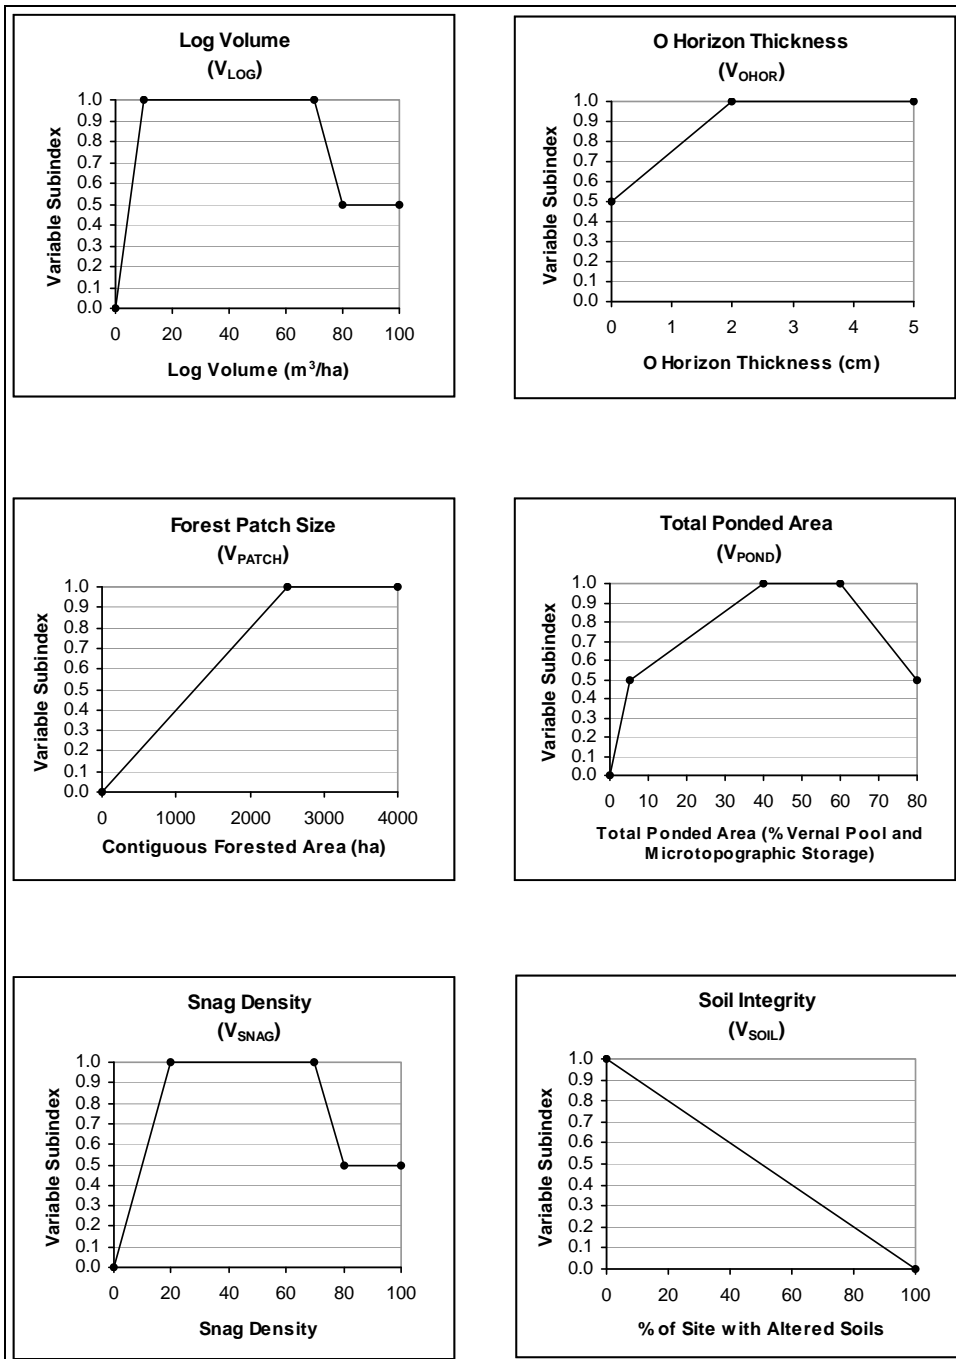 Log Volume
(V_LOG)
Variable Subindex
1.0
0.9
0.8
0.7
0.6
0.5
0.4
0.3
0.2
0.1
0.0
0 20 40 60 80 100
Log Volume (m³/ha)
O Horizon Thickness
(V_OHOR)
Variable Subindex
1.0
0.9
0.8
0.7
0.6
0.5
0.4
0.3
0.2
0.1
0.0
0 1 2 3 4 5
O Horizon Thickness (cm)
Forest Patch Size
(V_PATCH)
Variable Subindex
1.0
0.9
0.8
0.7
0.6
0.5
0.4
0.3
0.2
0.1
0.0
0 1000 2000 3000 4000
Contiguous Forested Area (ha)
Total Ponded Area
(V_POND)
Variable Subindex
1.0
0.9
0.8
0.7
0.6
0.5
0.4
0.3
0.2
0.1
0.0
0 10 20 30 40 50 60 70 80
Total Ponded Area (% Vernal Pool and
Microtopographic Storage)
Snag Density
(V_SNAG)
Variable Subindex
1.0
0.9
0.8
0.7
0.6
0.5
0.4
0.3
0.2
0.1
0.0
0 20 40 60 80 100
Snag Density
Soil Integrity
(V_SOIL)
Variable Subindex
1.0
0.9
0.8
0.7
0.6
0.5
0.4
0.3
0.2
0.1
0.0
0 20 40 60 80 100
% of Site with Altered Soils